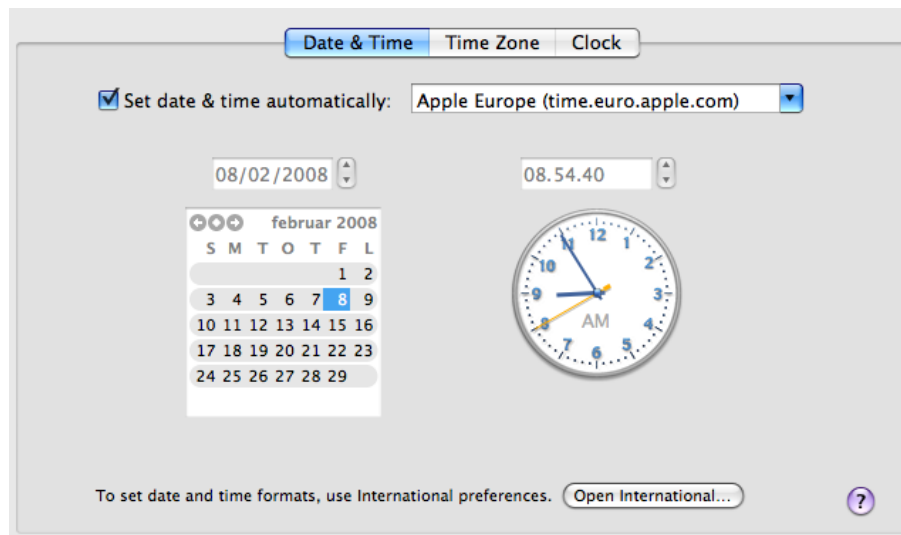 Date & Time Time Zone Clock
Set date & time automatically: Apple Europe (time.euro.apple.com)
08/02/2008 08.54.40
februar 2008
S M T O T F L
1 2
3 4 5 6 7 8 9
10 11 12 13 14 15 16
17 18 19 20 21 22 23
24 25 26 27 28 29
12
1
2
3
4
5
6
7
8
9
10
11
AM
To set date and time formats, use International preferences. Open International... ?